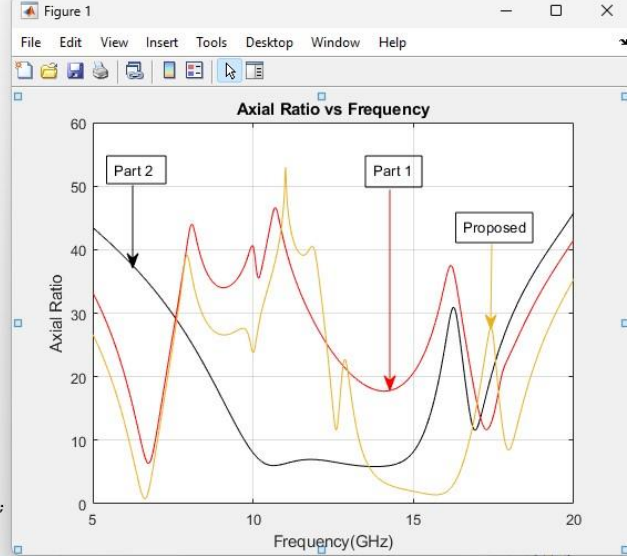 Figure 1
File Edit View Insert Tools Desktop Window Help
Axial Ratio vs Frequency
60
50
40
30
20
10
0
Axial Ratio
Part 2
Part 1
Proposed
5 10 15 20
Frequency(GHz)
;